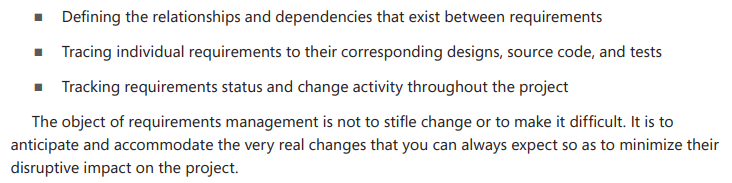 ■ Defining the relationships and dependencies that exist between requirements
■ Tracing individual requirements to their corresponding designs, source code, and tests
■ Tracking requirements status and change activity throughout the project
The object of requirements management is not to stifle change or to make it difficult. It is to
anticipate and accommodate the very real changes that you can always expect so as to minimize their
disruptive impact on the project.